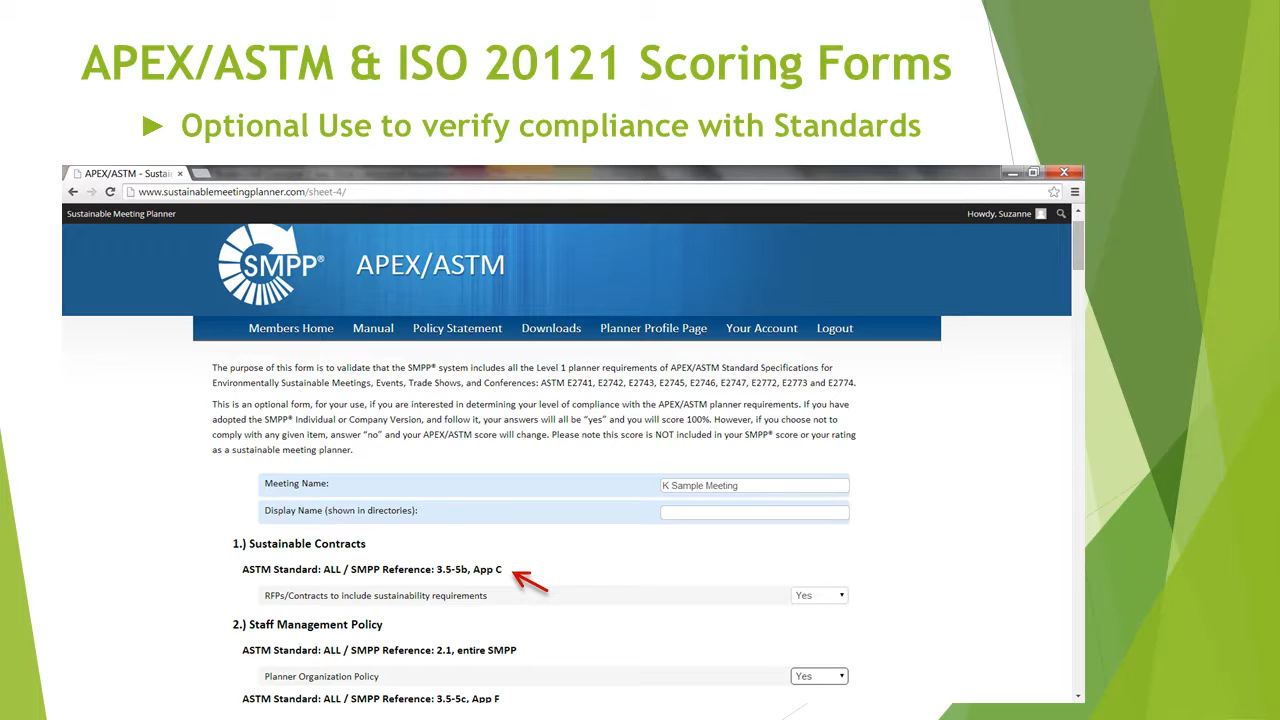 APEX/ASTM & ISO 20121 Scoring Forms
► Optional Use to verify compliance with Standards
APEX/ASTM - Sustai ×
www.sustainablemeetingplanner.com/sheet-4/
Sustainable Meeting Planner Howdy, Suzanne
SMPP® APEX/ASTM
Members Home Manual Policy Statement Downloads Planner Profile Page Your Account Logout
The purpose of this form is to validate that the SMPP® system includes all the Level 1 planner requirements of APEX/ASTM Standard Specifications for
Environmentally Sustainable Meetings, Events, Trade Shows, and Conferences: ASTM E2741, E2742, E2743, E2745, E2746, E2747, E2772, E2773 and E2774.
This is an optional form, for your use, if you are interested in determining your level of compliance with the APEX/ASTM planner requirements. If you have
adopted the SMPP® Individual or Company Version, and follow it, your answers will all be "yes" and you will score 100%. However, if you choose not to
comply with any given item, answer "no" and your APEX/ASTM score will change. Please note this score is NOT included in your SMPP® score or your rating
as a sustainable meeting planner.
Meeting Name: K Sample Meeting
Display Name (shown in directories):
1.) Sustainable Contracts
ASTM Standard: ALL / SMPP Reference: 3.5-5b, App C
RFPs/Contracts to include sustainability requirements Yes
2.) Staff Management Policy
ASTM Standard: ALL / SMPP Reference: 2.1, entire SMPP
Planner Organization Policy Yes
ASTM Standard: ALL / SMPP Reference: 3.5-5c, App F